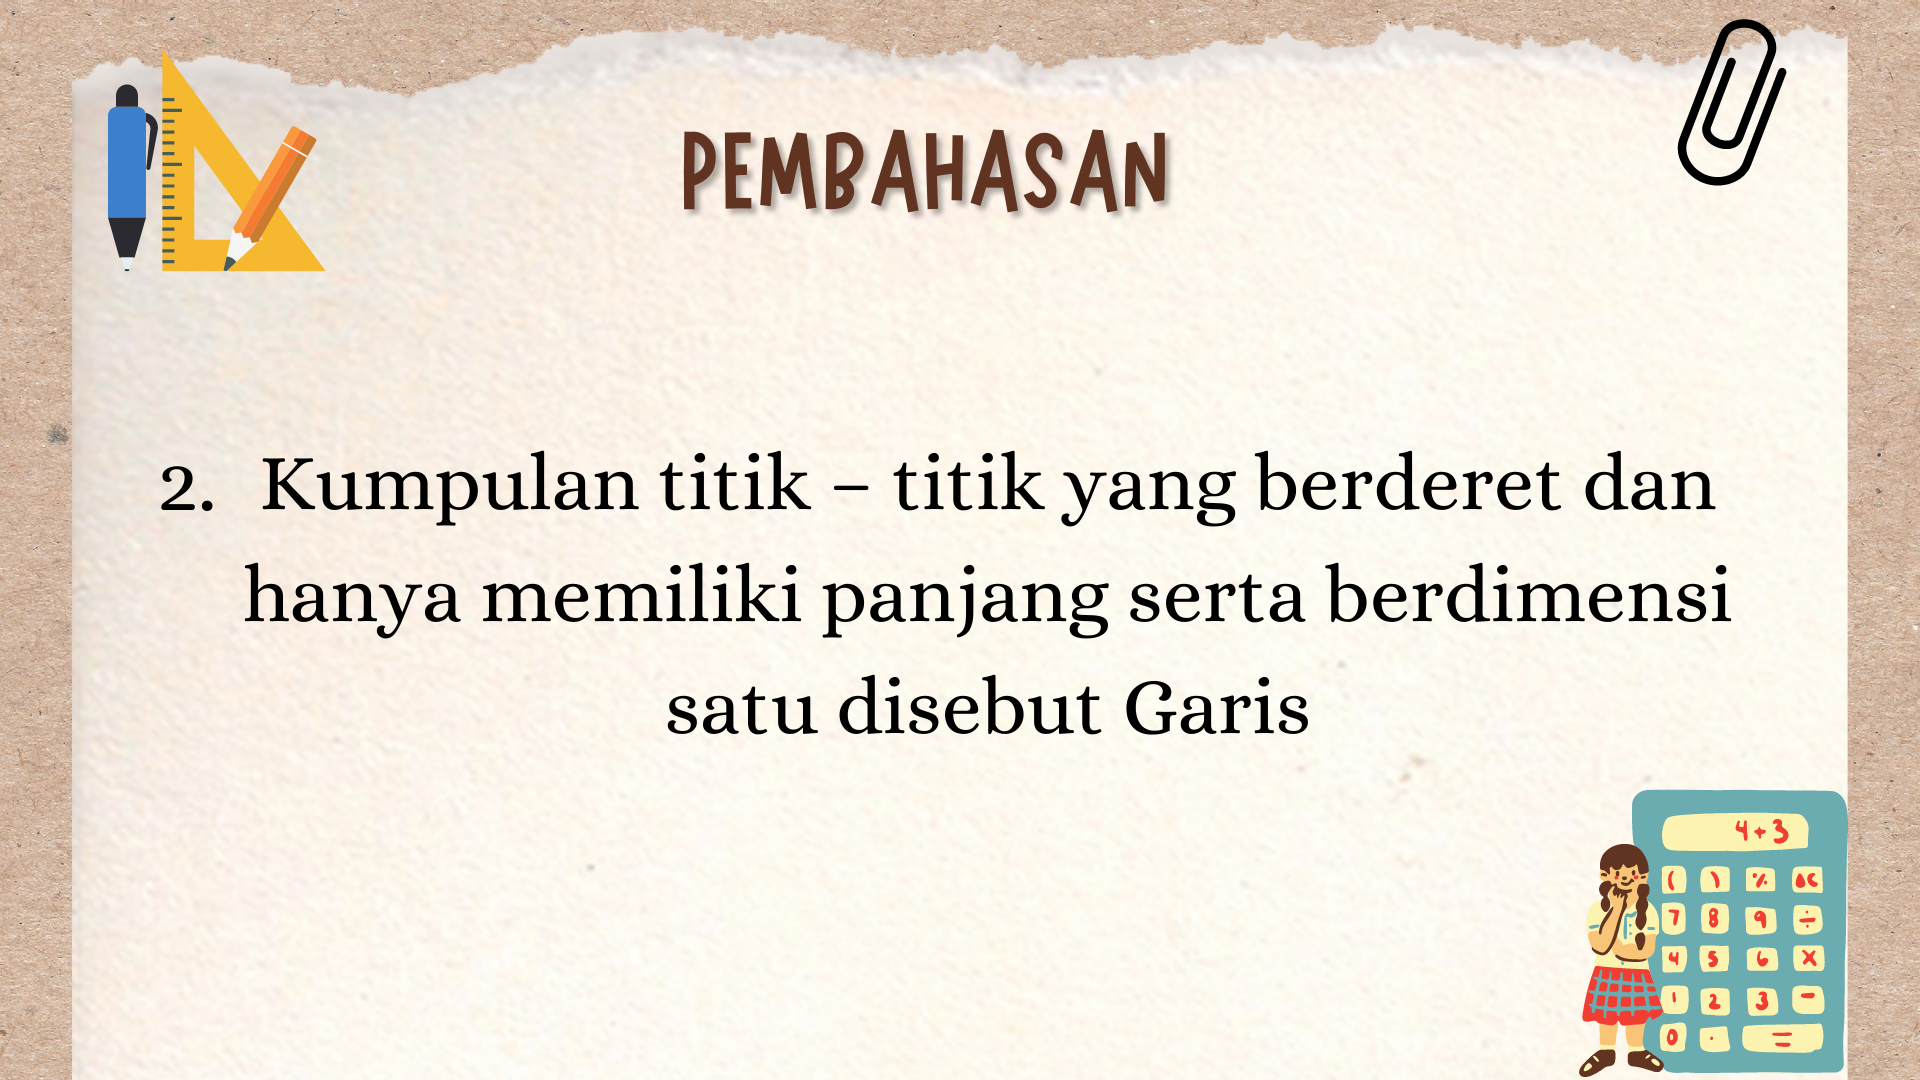 PEMBAHASAN
2. Kumpulan titik – titik yang berderet dan
hanya memiliki panjang serta berdimensi
satu disebut Garis
4+3
( ) % AC
7 8 9 ÷
4 5 6 X
1 2 3 -
0 . =